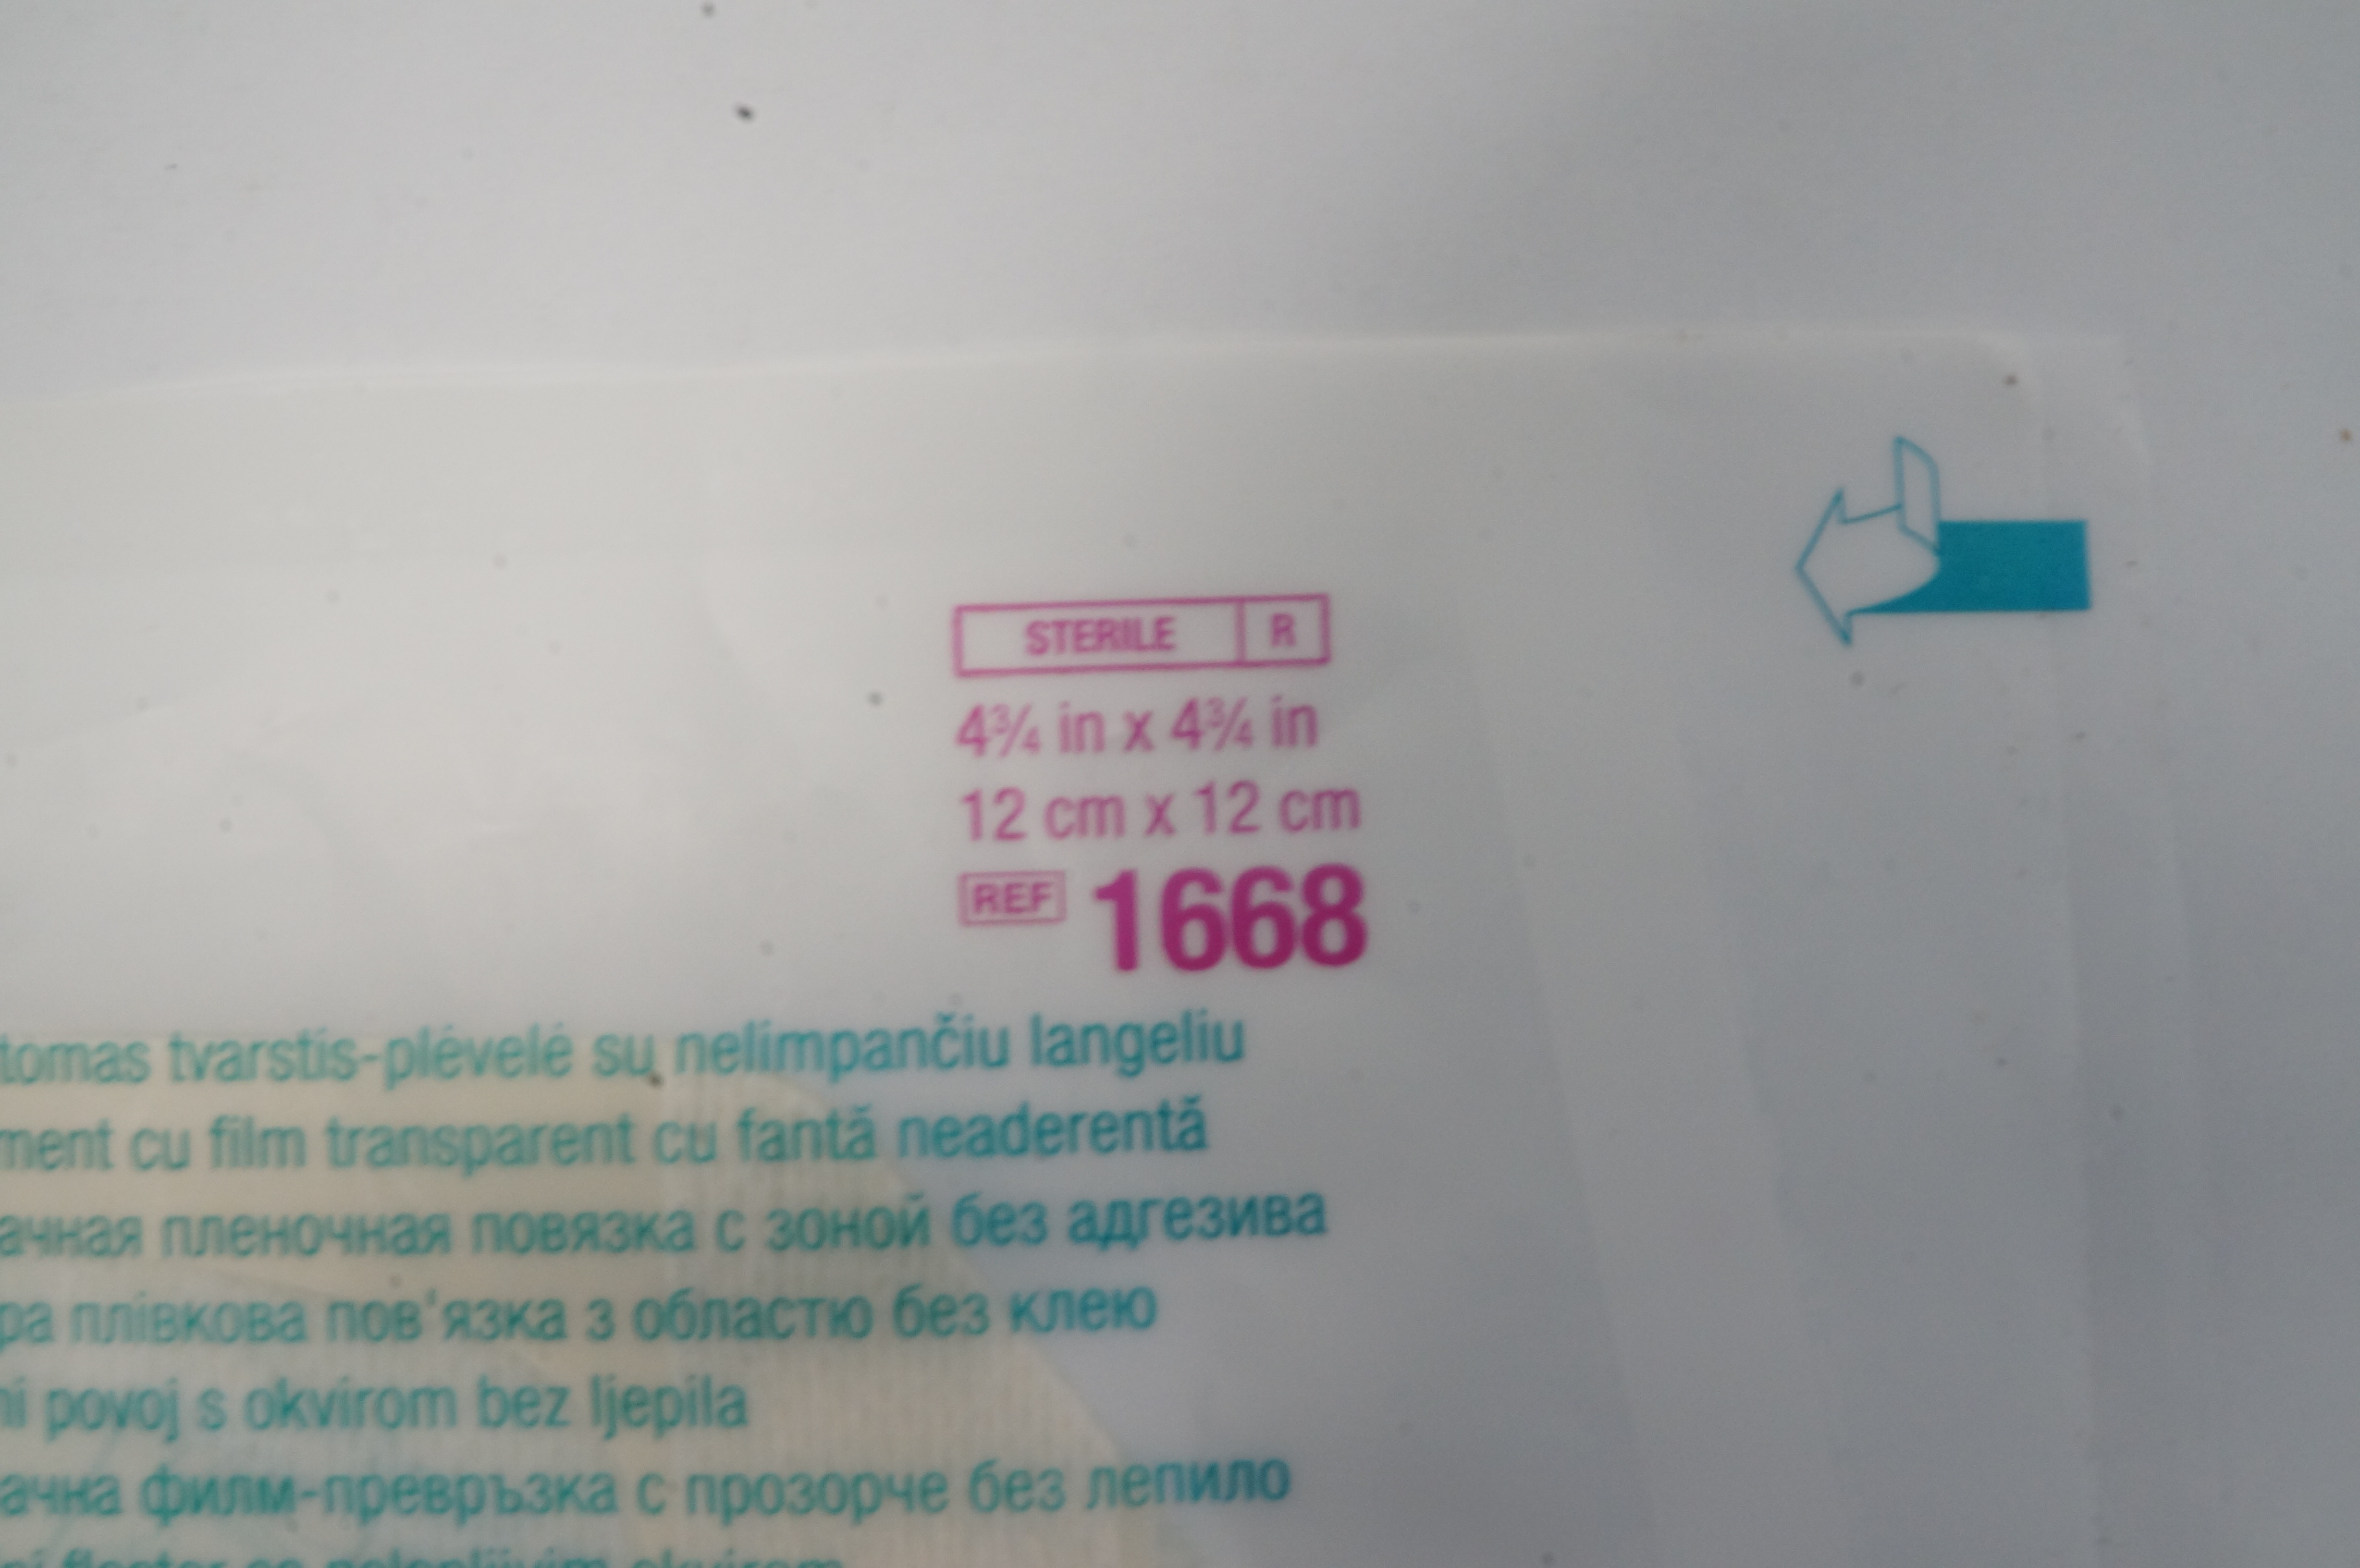 STERILE R
4¾ in x 4¾ in
12 cm x 12 cm
REF 1668
tomas tvarstis-plėvelė su nelimpančiu langeliu
ment cu film transparent cu fantă neaderentă
ачная пленочная повязка с зоной без адгезива
ра плівкова пов'язка з областю без клею
ni povoj s okvirom bez ljepila
ачна филм-превръзка с прозорче без лепило